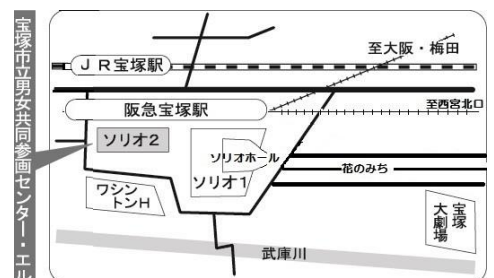 宝塚市立男女共同参画センター・エル
JR宝塚駅
至大阪・梅田
阪急宝塚駅
至西宮北口
ソリオ2
ソリオホール
ソリオ1
花のみち
ワシン
トンH
宝塚
大劇場
武庫川